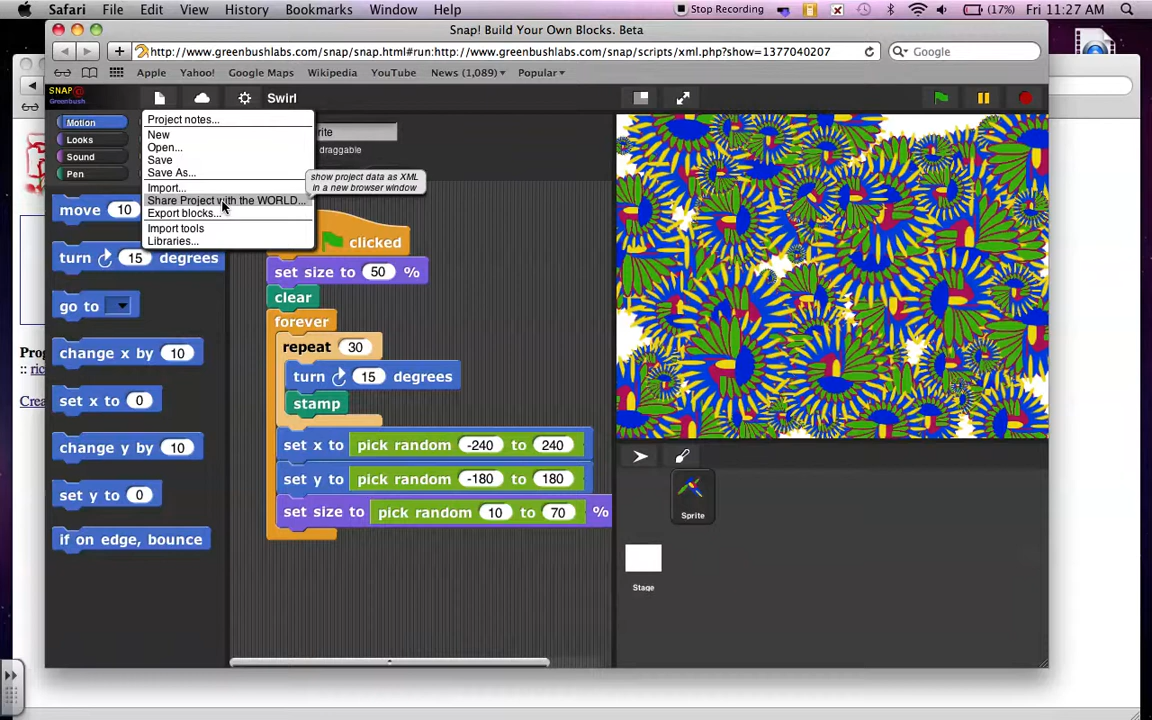 Safari File Edit View History Bookmarks Window Help Stop Recording (17%) Fri 11:27 AM
Snap! Build Your Own Blocks. Beta
http://www.greenbushlabs.com/snap/snap.html#run:http://www.greenbushlabs.com/snap/scripts/xml.php?show=1377040207 Google
Apple Yahoo! Google Maps Wikipedia YouTube News (1,089) Popular
SNAP@
Greenbush
Swirl
Motion
Looks
Sound
Pen
Project notes...
New
Open...
Save
Save As...
Import...
Share Project with the WORLD...
Export blocks...
Import tools
Libraries...
show project data as XML
in a new browser window
rite
draggable
move 10
turn 15 degrees
go to
change x by 10
set x to 0
change y by 10
set y to 0
if on edge, bounce
clicked
set size to 50 %
clear
forever
repeat 30
turn 15 degrees
stamp
set x to pick random -240 to 240
set y to pick random -180 to 180
set size to pick random 10 to 70 %
Sprite
Stage
Prog
:: ric
Crea